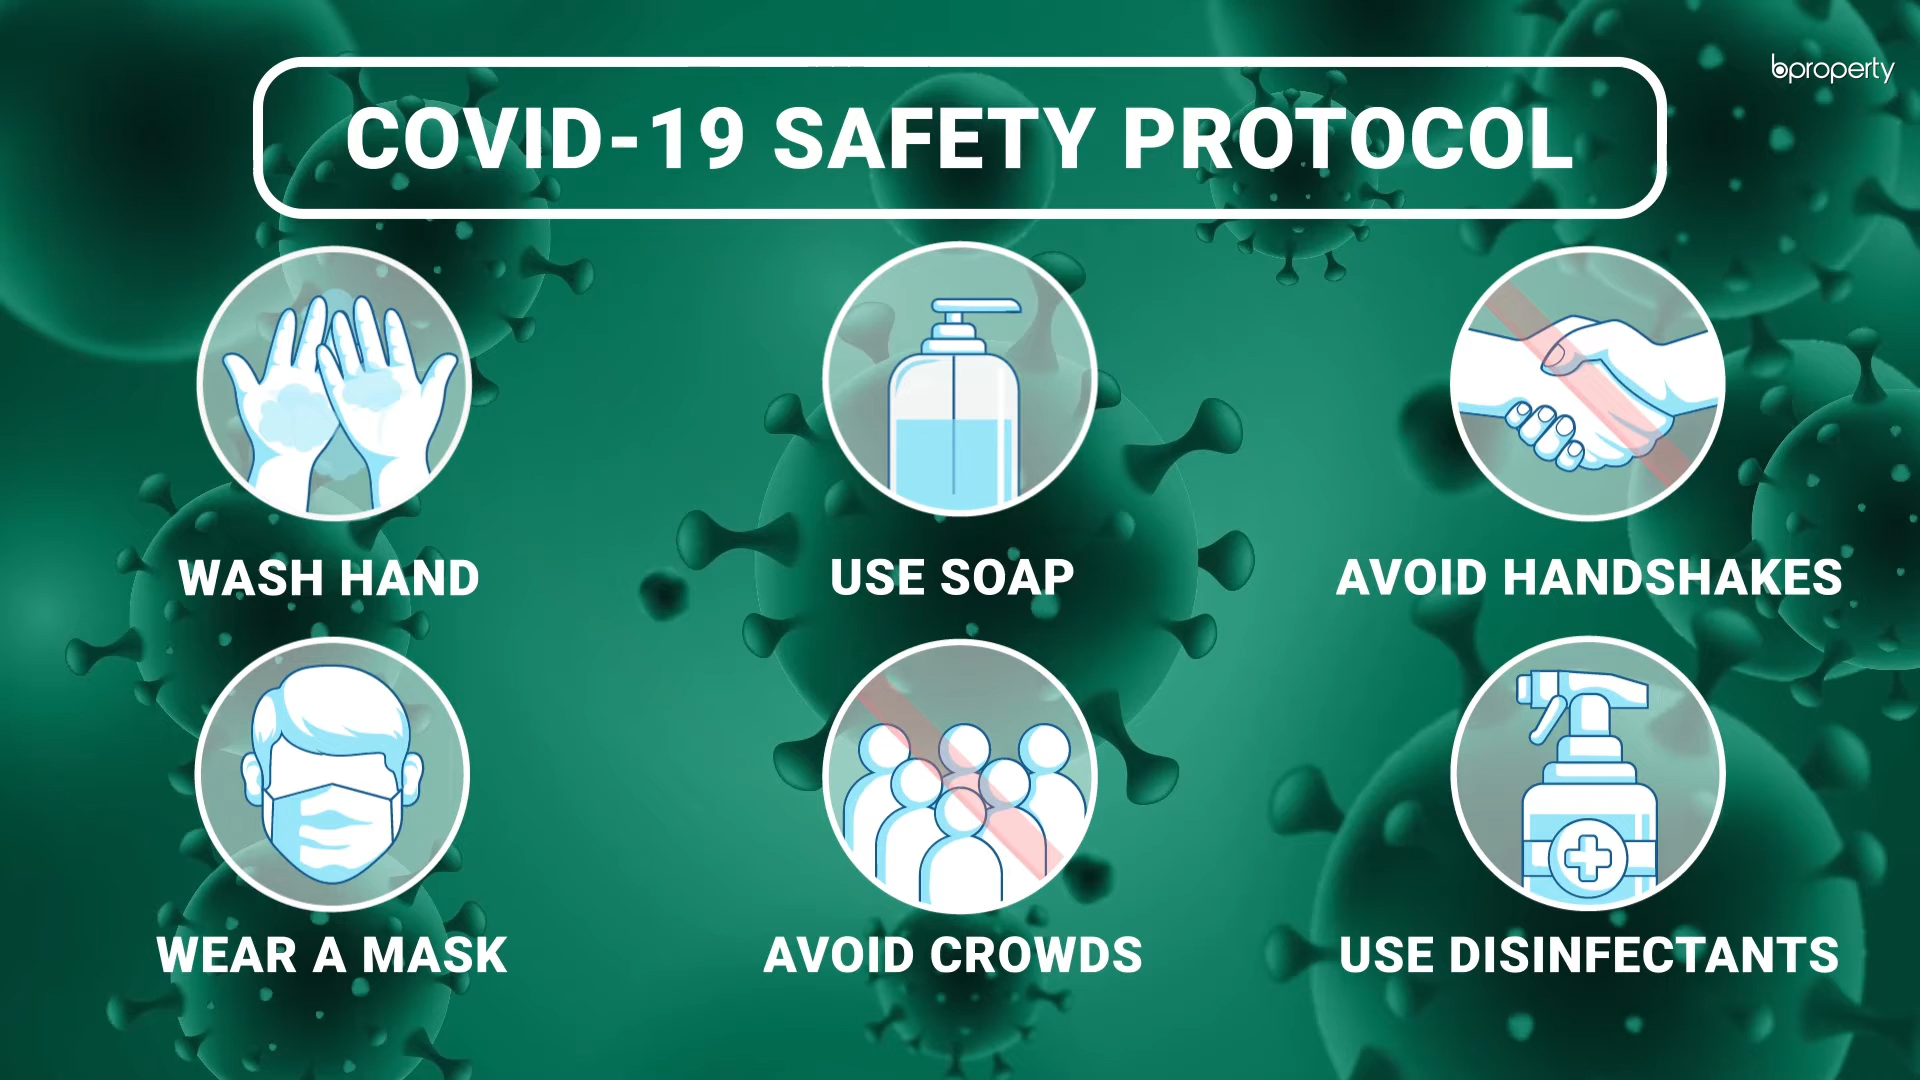 bproperty
COVID-19 SAFETY PROTOCOL
WASH HAND
USE SOAP
AVOID HANDSHAKES
WEAR A MASK
AVOID CROWDS
USE DISINFECTANTS